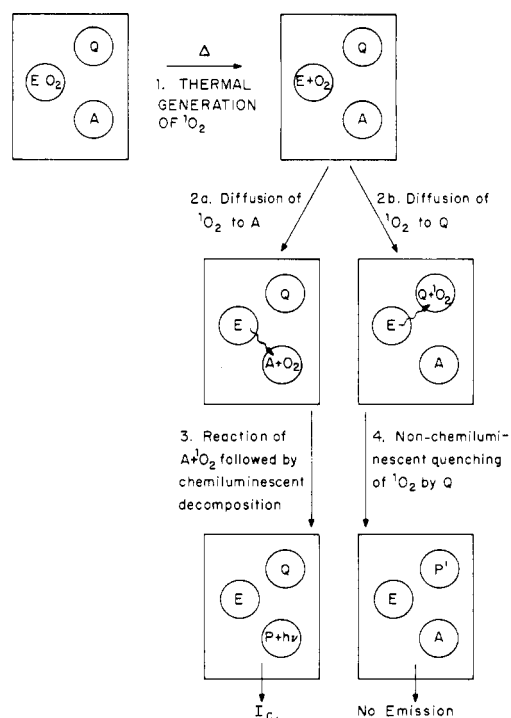 Q
E O₂
A
Δ
1. THERMAL
GENERATION
OF ¹O₂
Q
E+O₂
A
2a. Diffusion of
¹O₂ to A
2b. Diffusion of
¹O₂ to Q
Q
E
A+O₂
Q+¹O₂
E
A
3. Reaction of
A+¹O₂ followed by
chemiluminescent
decomposition
4. Non-chemilumi-
nescent quenching
of ¹O₂ by Q
Q
E
P+hν
P'
E
A
I_C.
No Emission